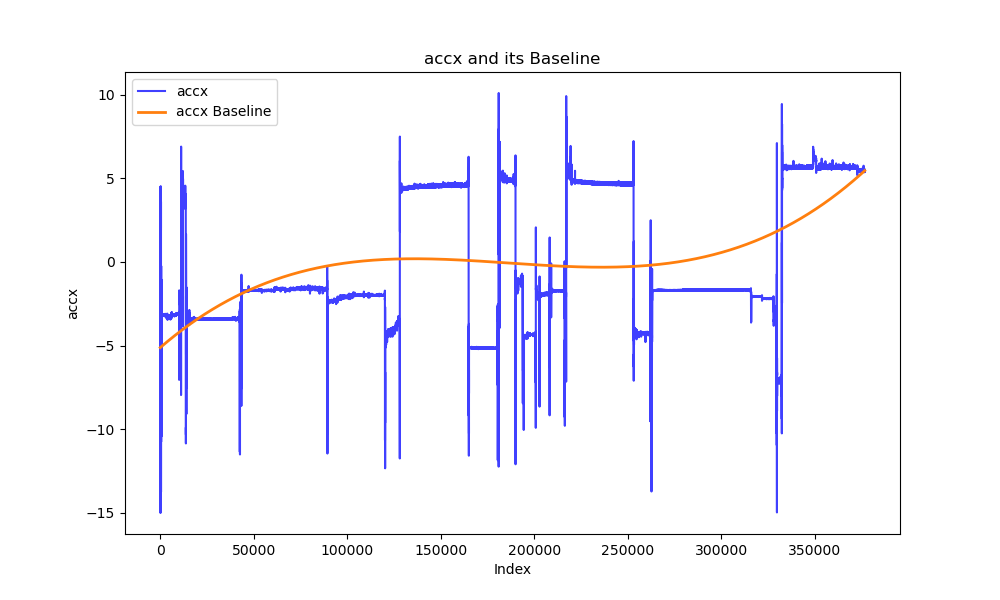 accx and its Baseline
accx
accx Baseline
10
5
0
−5
−10
−15
accx
0
50000
100000
150000
200000
250000
300000
350000
Index